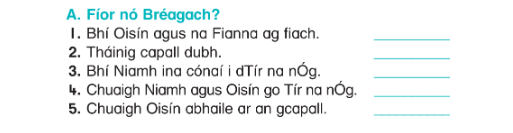 A. Fíor nó Bréagach?
1. Bhí Oisín agus na Fianna ag fiach.
2. Tháinig capall dubh.
3. Bhí Niamh ina cónaí i dTír na nÓg.
4. Chuaigh Niamh agus Oisín go Tír na nÓg.
5. Chuaigh Oisín abhaile ar an gcapall.